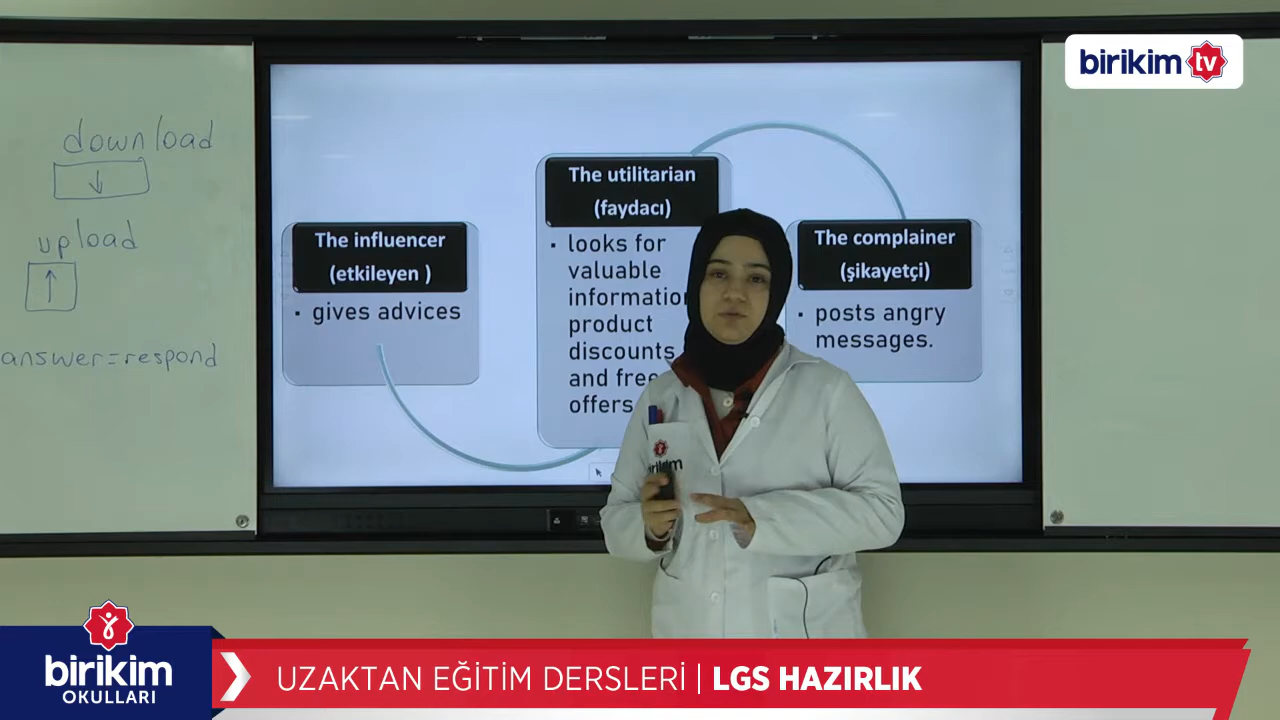 birikim tv
download
upload
answer=respond
The influencer
(etkileyen )
• gives advices
The utilitarian
(faydacı)
• looks for
valuable
product
discounts
and free
offers
The complainer
(şikayetçi)
• posts angry
messages.
birikim
birikim
OKULLARI
UZAKTAN EĞİTİM DERSLERİ | LGS HAZIRLIK